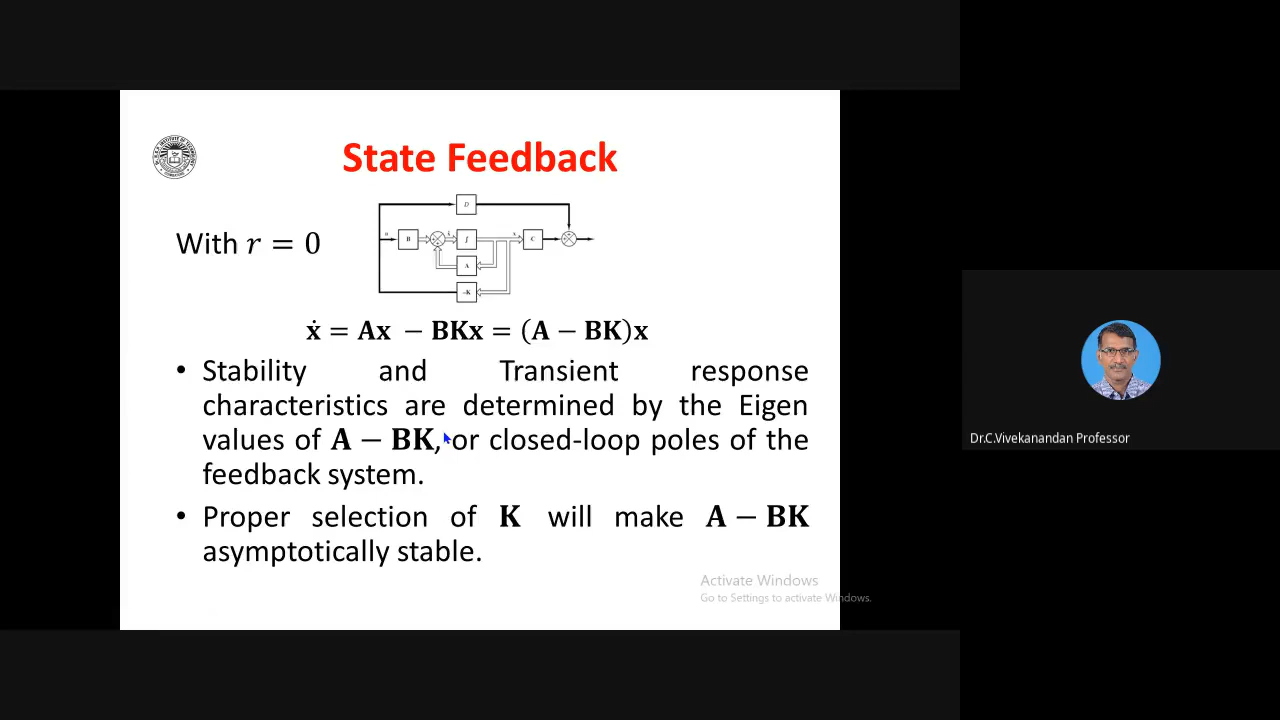 State Feedback
With r = 0
D
u
B
ẋ
∫
x
C
A
-K
ẋ = Ax − BKx = (A − BK)x
• Stability and Transient response
characteristics are determined by the Eigen
values of A − BK, or closed-loop poles of the
feedback system.
• Proper selection of K will make A − BK
asymptotically stable.
Activate Windows
Go to Settings to activate Windows.
Dr.C.Vivekanandan Professor